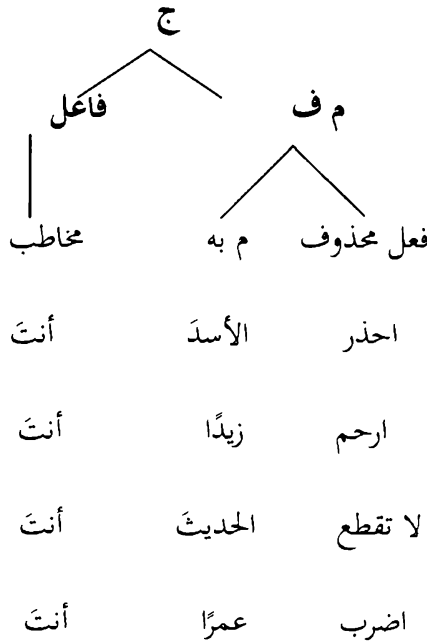 ج
م ف فاعل
فعل محذوف م به مخاطب
احذر الأسدَ أنتَ
ارحم زيدًا أنتَ
لا تقطع الحديثَ أنتَ
اضرب عمرًا أنتَ